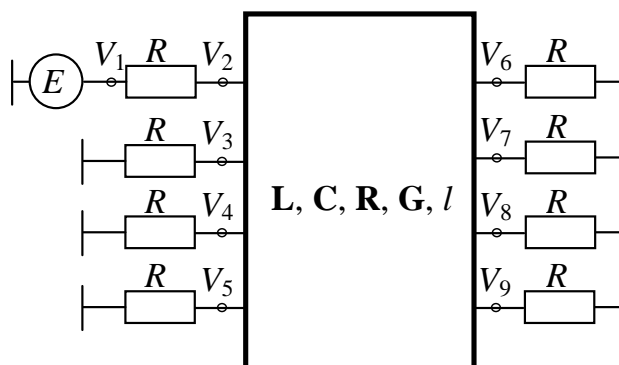 V1 R V2 V6 R
E
R V3 V7 R
R V4 L, C, R, G, l V8 R
R V5 V9 R